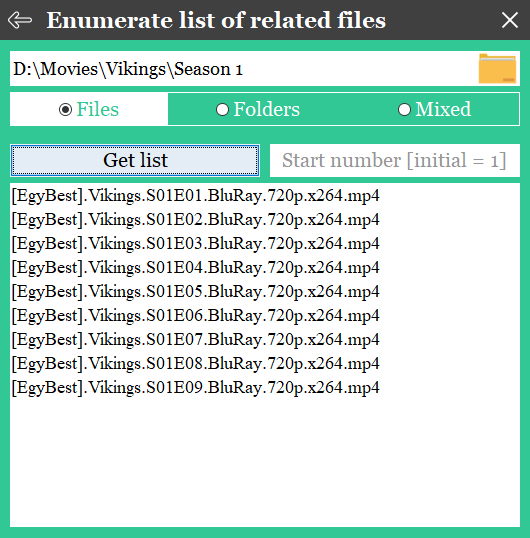 Enumerate list of related files
D:\Movies\Vikings\Season 1
Files Folders Mixed
Get list Start number [initial = 1]
[EgyBest].Vikings.S01E01.BluRay.720p.x264.mp4
[EgyBest].Vikings.S01E02.BluRay.720p.x264.mp4
[EgyBest].Vikings.S01E03.BluRay.720p.x264.mp4
[EgyBest].Vikings.S01E04.BluRay.720p.x264.mp4
[EgyBest].Vikings.S01E05.BluRay.720p.x264.mp4
[EgyBest].Vikings.S01E06.BluRay.720p.x264.mp4
[EgyBest].Vikings.S01E07.BluRay.720p.x264.mp4
[EgyBest].Vikings.S01E08.BluRay.720p.x264.mp4
[EgyBest].Vikings.S01E09.BluRay.720p.x264.mp4